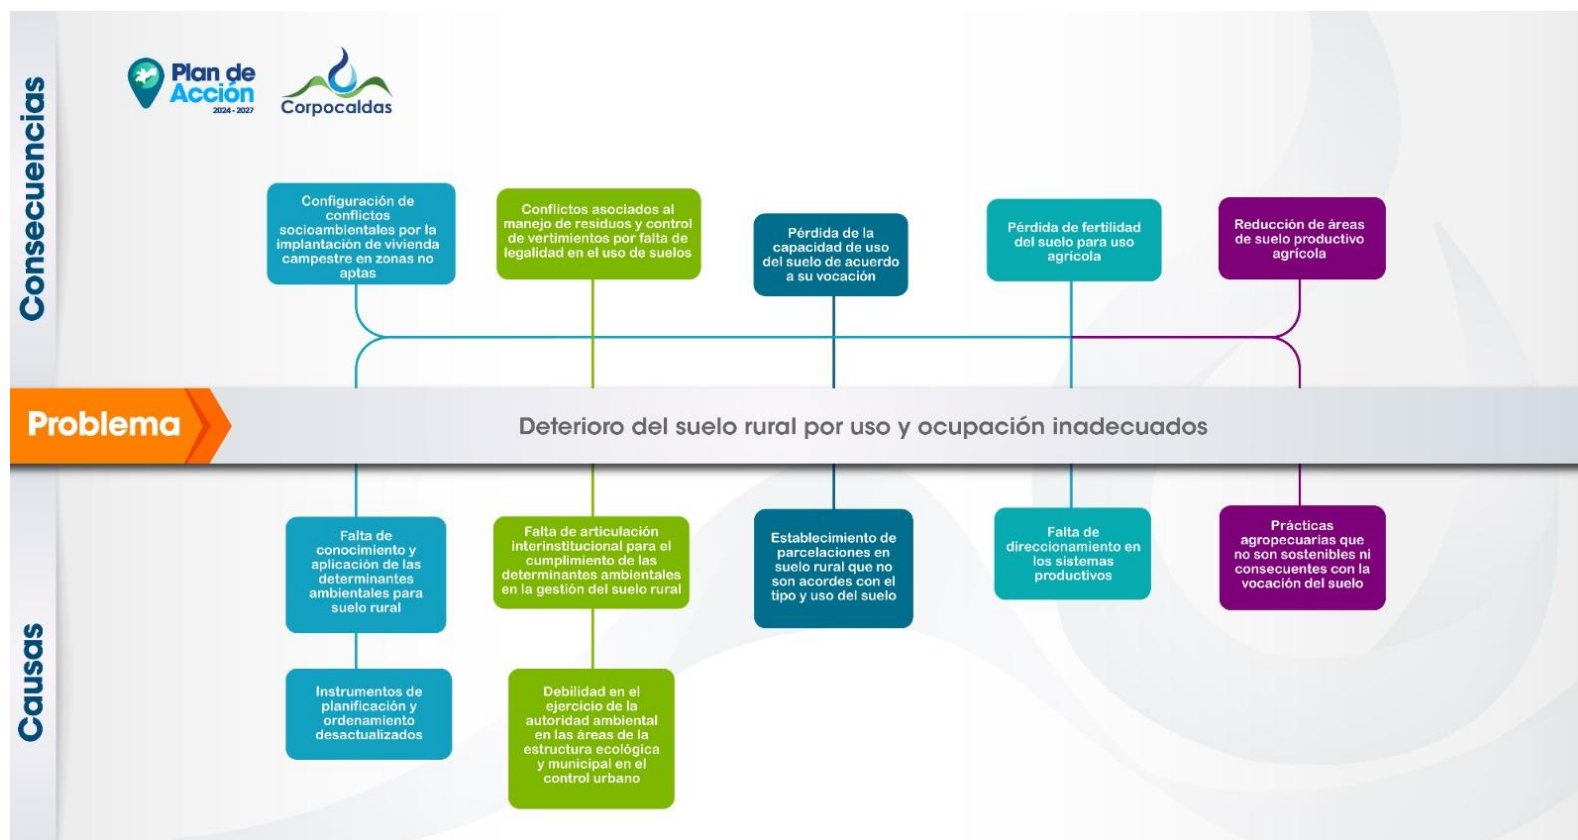 Consecuencias
Plan de
Acción
2024 - 2027
Corpocaldas
Configuración de
conflictos
socioambientales por la
implantación de vivienda
campestre en zonas no
aptas
Conflictos asociados al
manejo de residuos y control
de vertimientos por falta de
legalidad en el uso de suelos
Pérdida de la
capacidad de uso
del suelo de acuerdo
a su vocación
Pérdida de fertilidad
del suelo para uso
agrícola
Reducción de áreas
de suelo productivo
agrícola
Problema
Deterioro del suelo rural por uso y ocupación inadecuados
Causas
Falta de
conocimiento y
aplicación de las
determinantes
ambientales para
suelo rural
Falta de articulación
interinstitucional para el
cumplimiento de las
determinantes ambientales
en la gestión del suelo rural
Establecimiento de
parcelaciones en
suelo rural que no
son acordes con el
tipo y uso del suelo
Falta de
direccionamiento en
los sistemas
productivos
Prácticas
agropecuarias que
no son sostenibles ni
consecuentes con la
vocación del suelo
Instrumentos de
planificación y
ordenamiento
desactualizados
Debilidad en el
ejercicio de la
autoridad ambiental
en las áreas de la
estructura ecológica
y municipal en el
control urbano